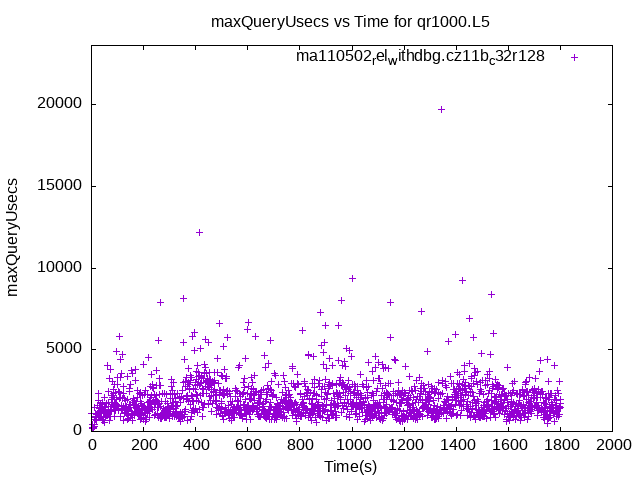 maxQueryUsecs vs Time for qr1000.L5
ma110502relwithdbg.cz11bc32r128
20000
15000
10000
5000
0
maxQueryUsecs
0 200 400 600 800 1000 1200 1400 1600 1800 2000
Time(s)